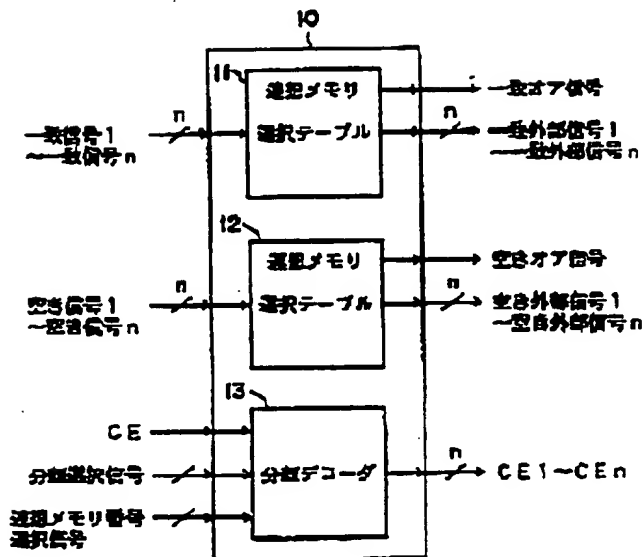 10
11
連想メモリ
選択テーブル
一致信号1
~一致信号n
n
一致オア信号
n
一致外部信号1
~一致外部信号n
12
連想メモリ
選択テーブル
空き信号1
~空き信号n
n
空きオア信号
n
空き外部信号1
~空き外部信号n
13
分割デコーダ
CE
分割選択信号
連想メモリ番号
選択信号
n
CE1~CEn